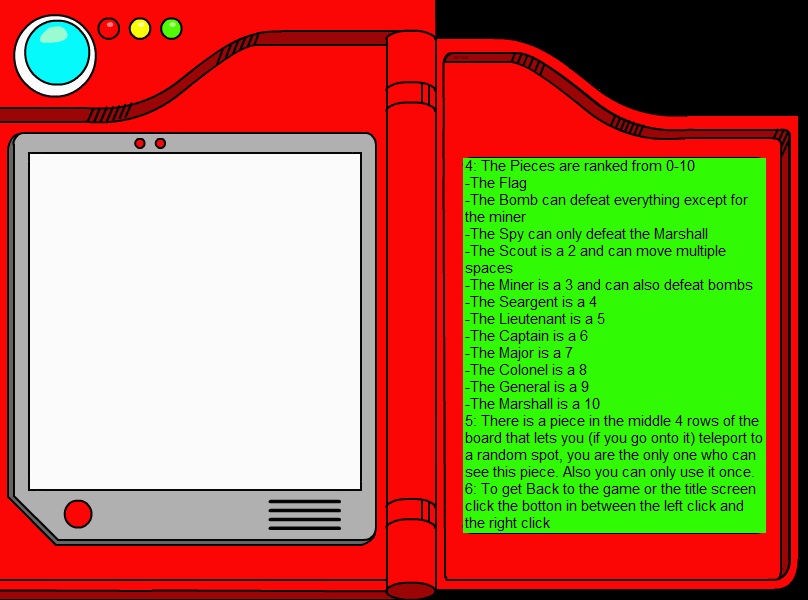 4: The Pieces are ranked from 0-10
-The Flag
-The Bomb can defeat everything except for
the miner
-The Spy can only defeat the Marshall
-The Scout is a 2 and can move multiple
spaces
-The Miner is a 3 and can also defeat bombs
-The Seargent is a 4
-The Lieutenant is a 5
-The Captain is a 6
-The Major is a 7
-The Colonel is a 8
-The General is a 9
-The Marshall is a 10
5: There is a piece in the middle 4 rows of the
board that lets you (if you go onto it) teleport to
a random spot, you are the only one who can
see this piece. Also you can only use it once.
6: To get Back to the game or the title screen
click the botton in between the left click and
the right click